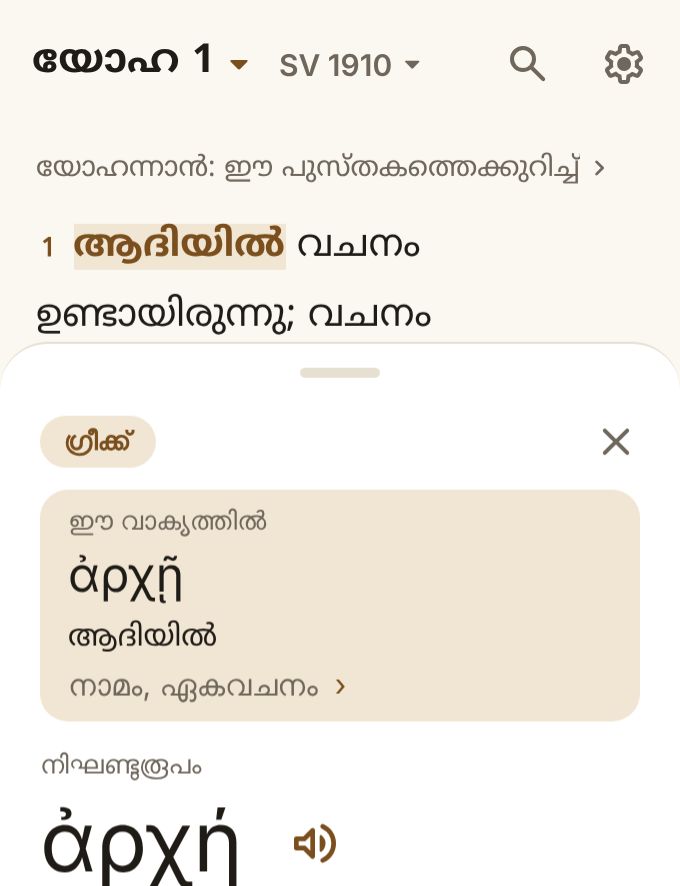 യോഹ 1 SV 1910
യോഹന്നാൻ: ഈ പുസ്തകത്തെക്കുറിച്ച് ›
1 ആദിയിൽ വചനം
ഉണ്ടായിരുന്നു; വചനം
ഗ്രീക്ക്
ഈ വാക്യത്തിൽ
ἀρχῇ
ആദിയിൽ
നാമം, ഏകവചനം ›
നിഘണ്ടുരൂപം
ἀρχή